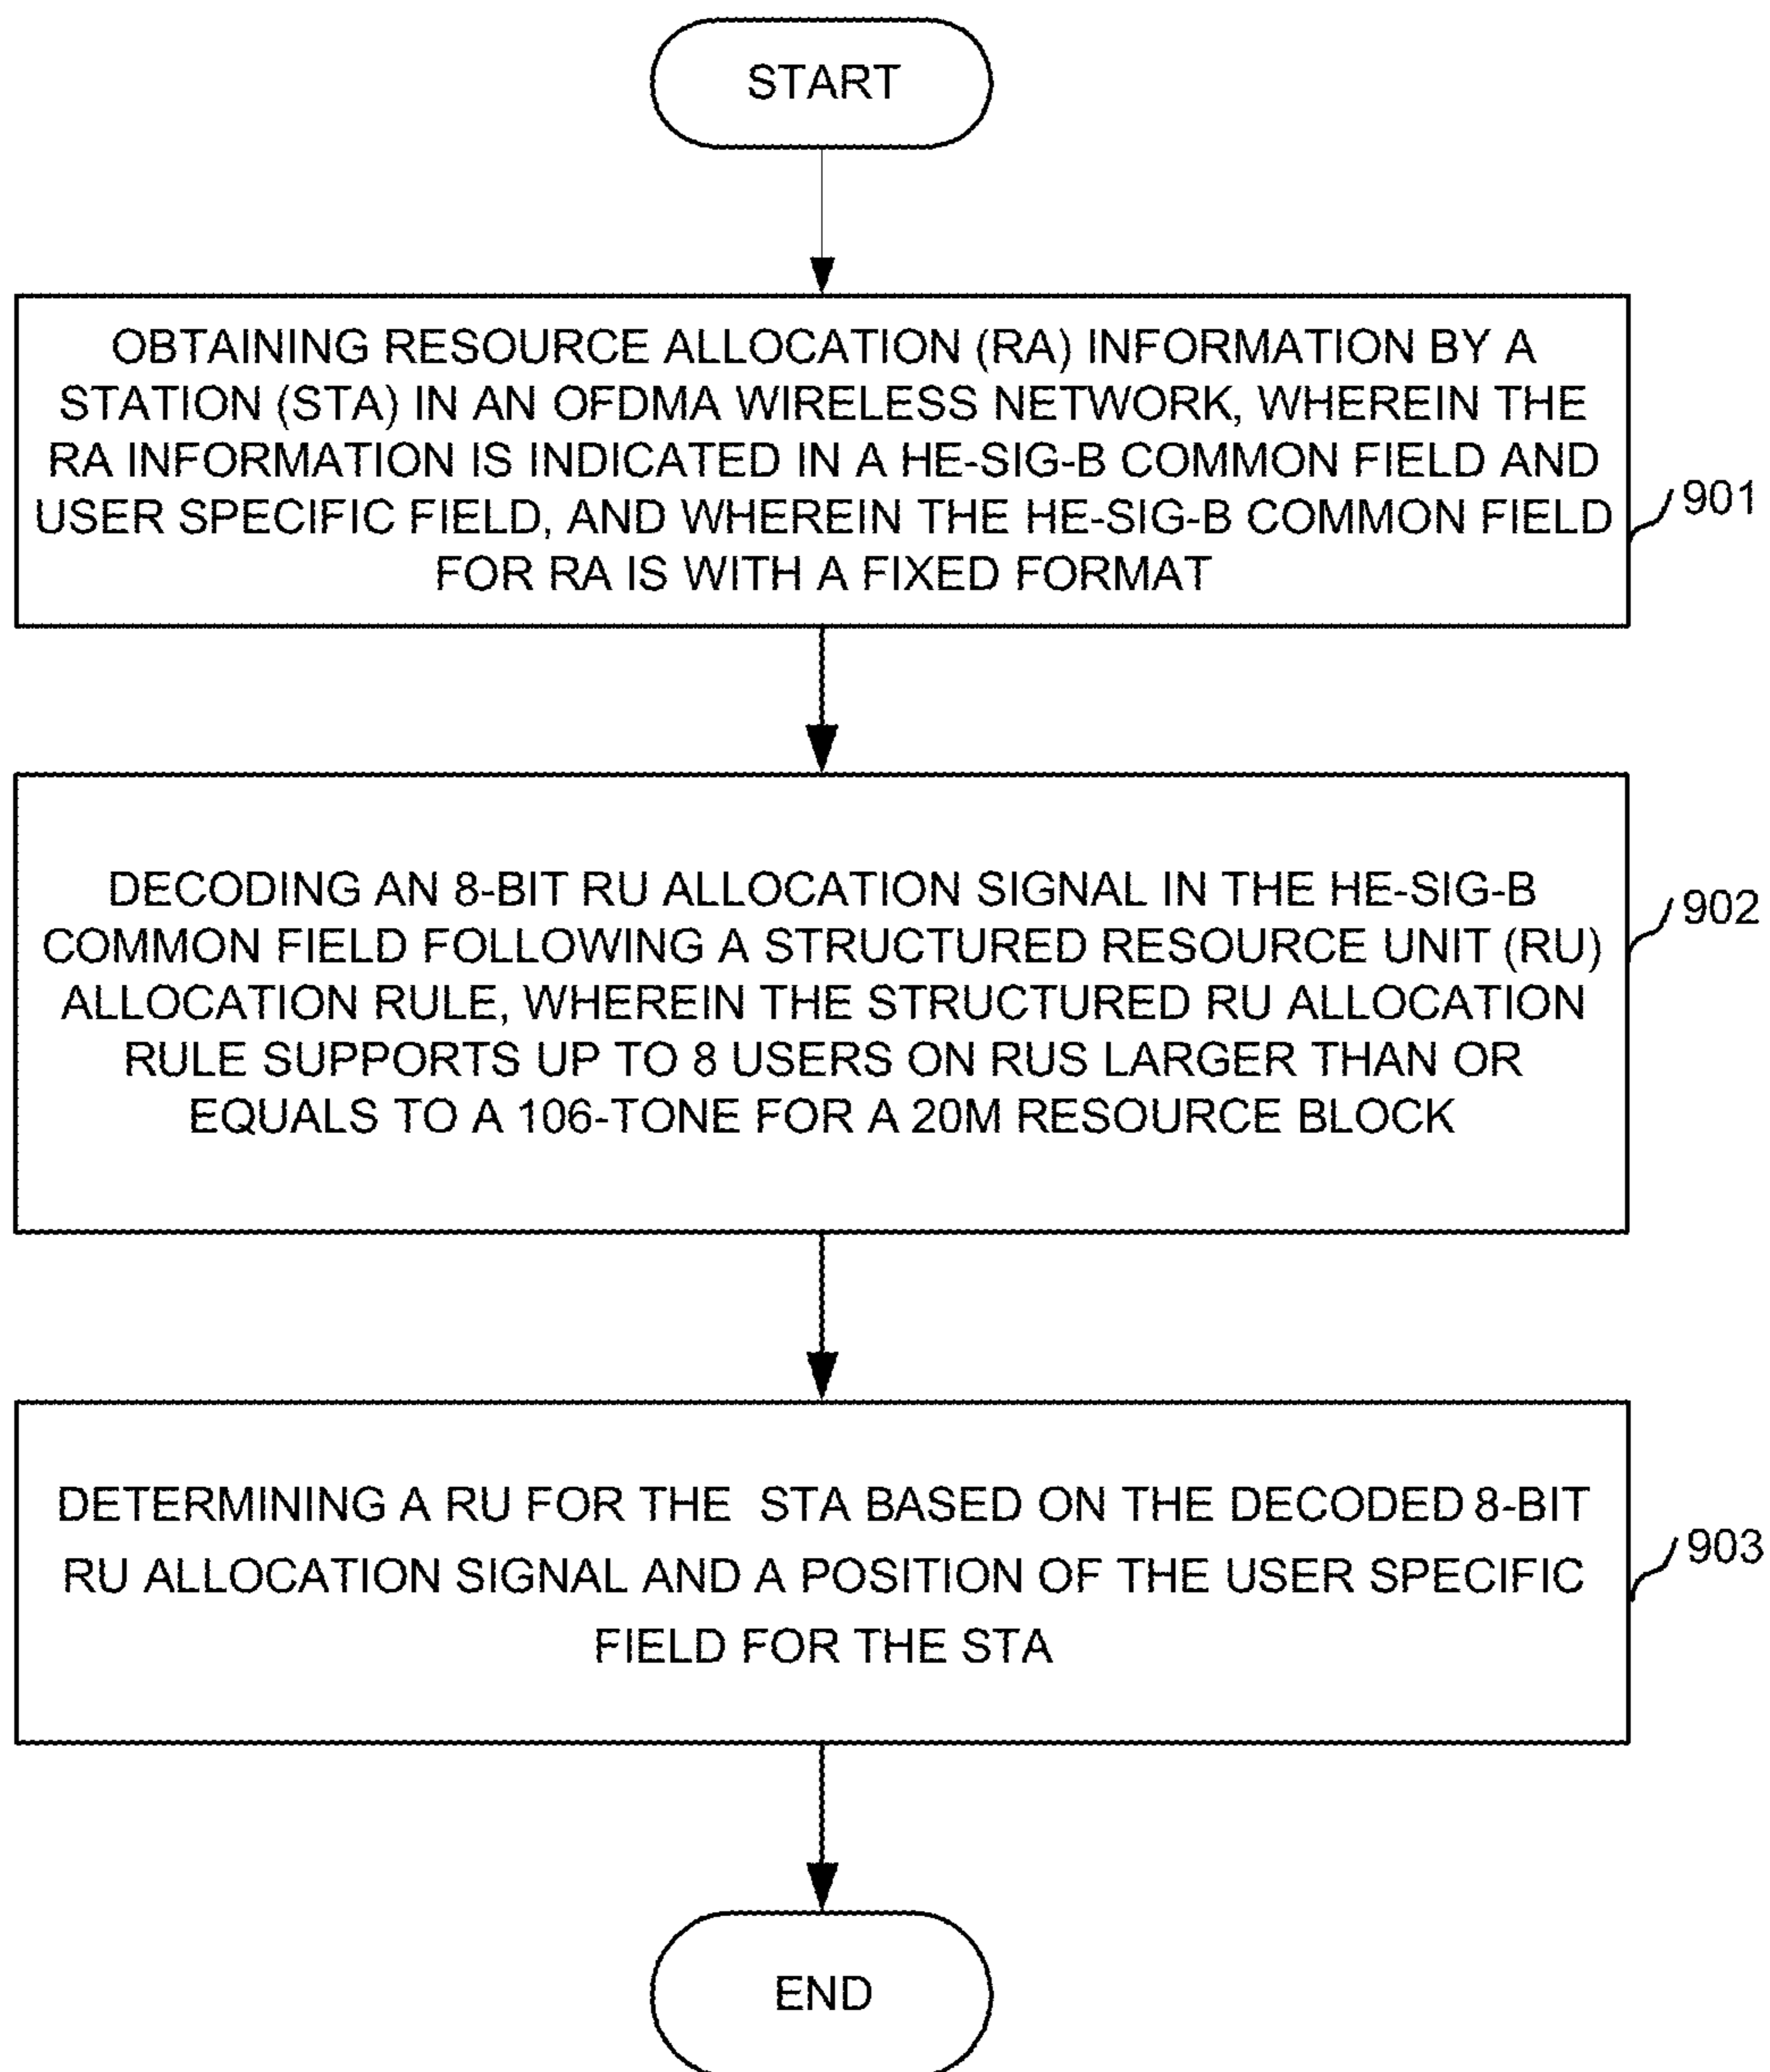 START
OBTAINING RESOURCE ALLOCATION (RA) INFORMATION BY A
STATION (STA) IN AN OFDMA WIRELESS NETWORK, WHEREIN THE
RA INFORMATION IS INDICATED IN A HE-SIG-B COMMON FIELD AND
USER SPECIFIC FIELD, AND WHEREIN THE HE-SIG-B COMMON FIELD
FOR RA IS WITH A FIXED FORMAT
901
DECODING AN 8-BIT RU ALLOCATION SIGNAL IN THE HE-SIG-B
COMMON FIELD FOLLOWING A STRUCTURED RESOURCE UNIT (RU)
ALLOCATION RULE, WHEREIN THE STRUCTURED RU ALLOCATION
RULE SUPPORTS UP TO 8 USERS ON RUS LARGER THAN OR
EQUALS TO A 106-TONE FOR A 20M RESOURCE BLOCK
902
DETERMINING A RU FOR THE STA BASED ON THE DECODED 8-BIT
RU ALLOCATION SIGNAL AND A POSITION OF THE USER SPECIFIC
FIELD FOR THE STA
903
END